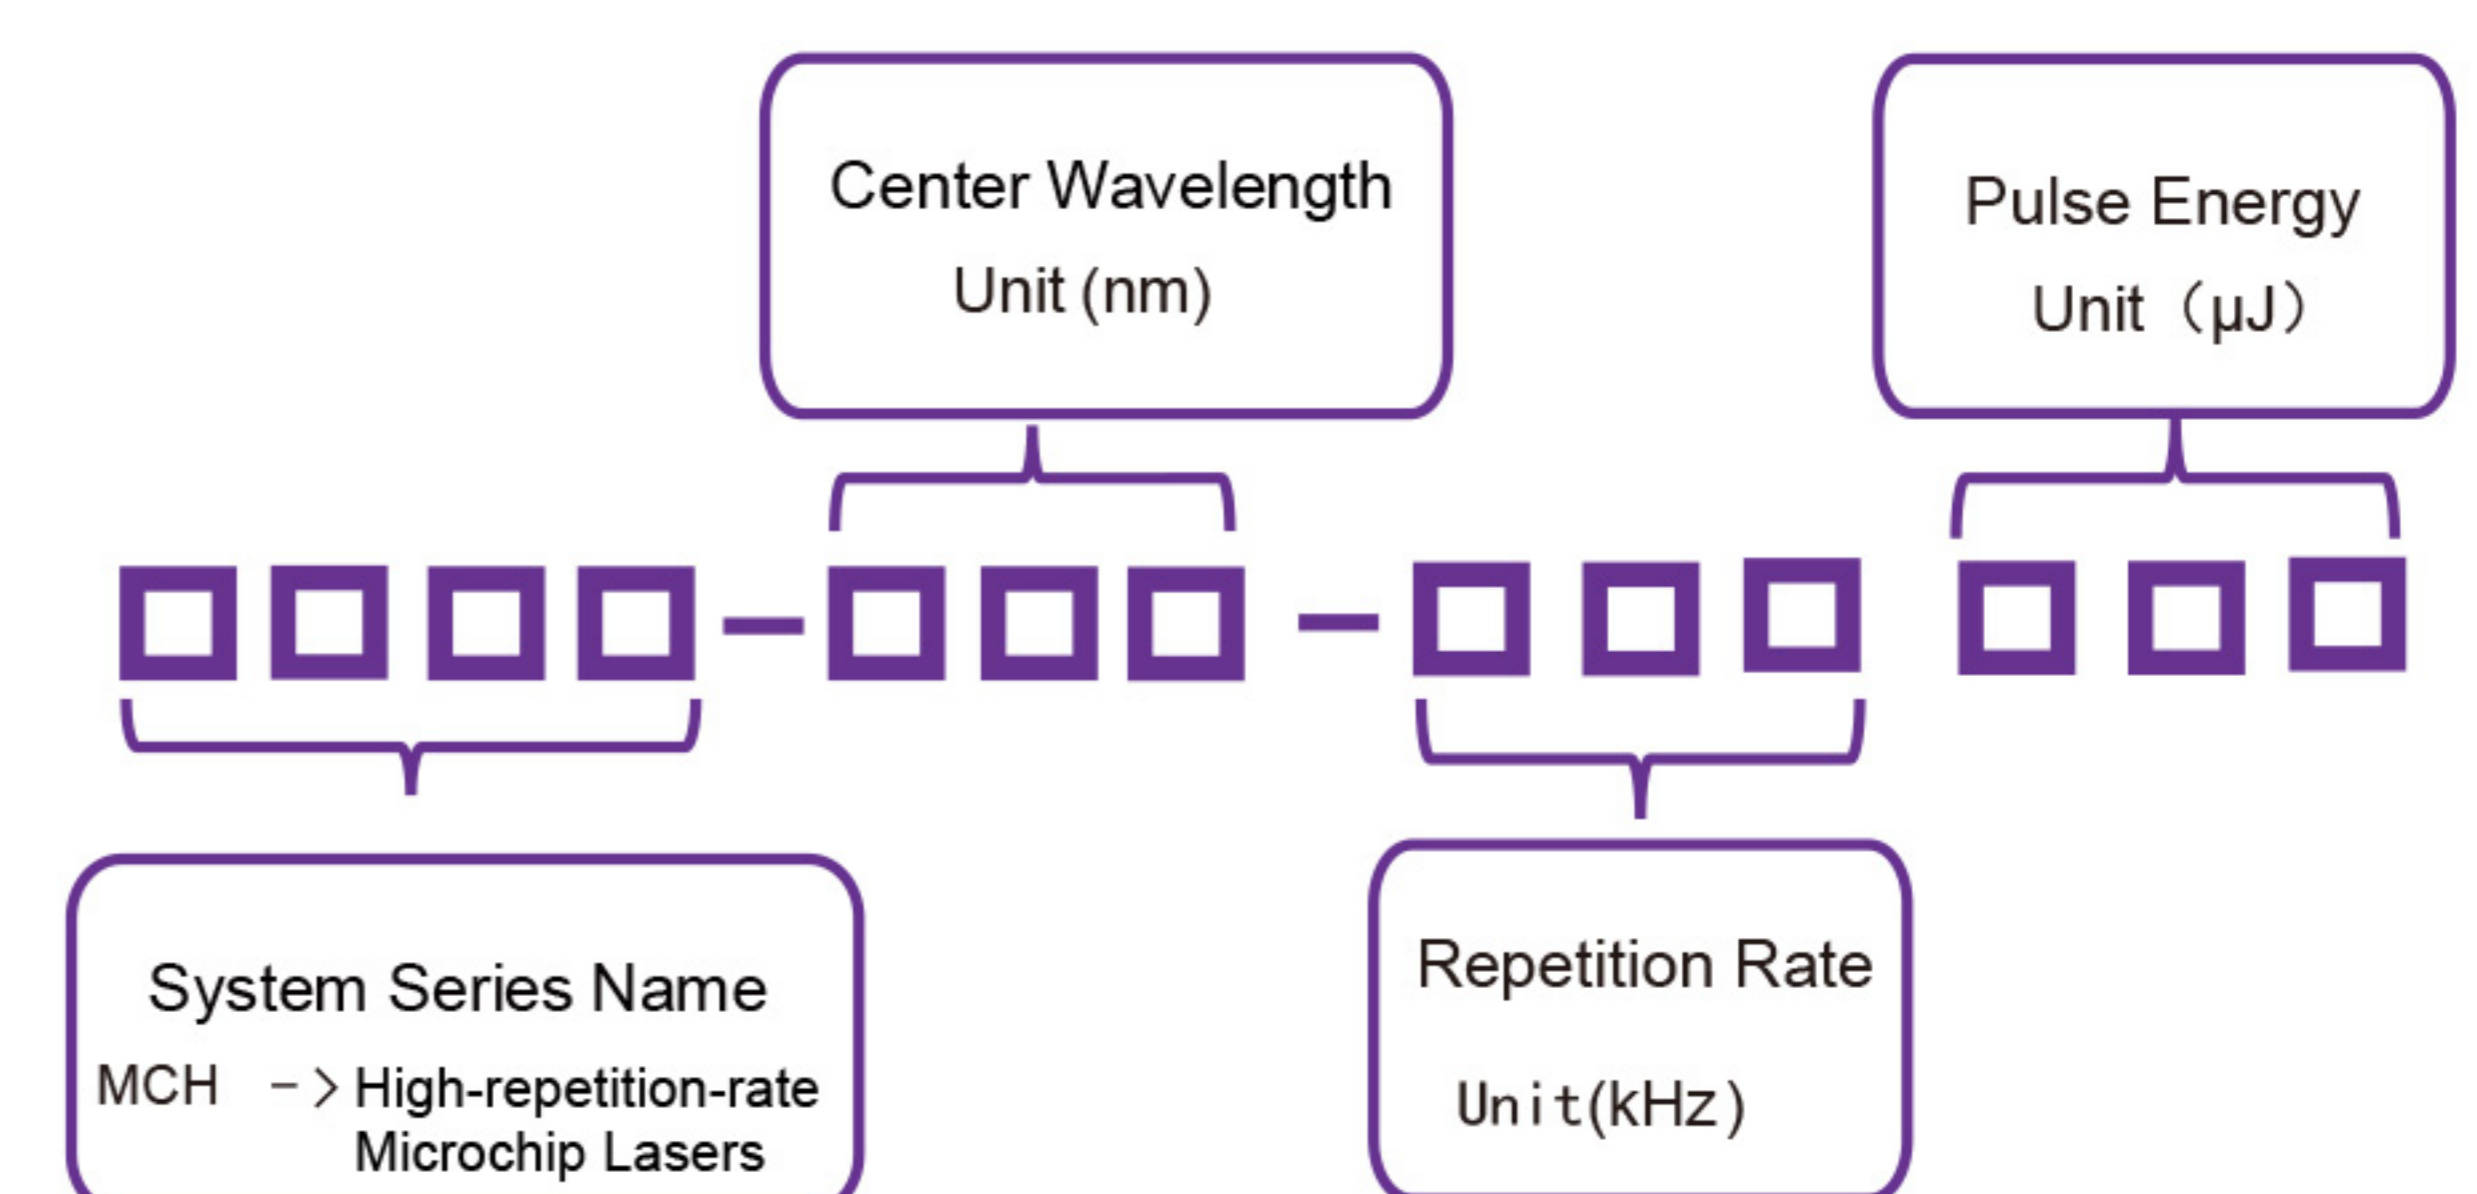 Center Wavelength
Unit (nm)
Pulse Energy
Unit（μJ）
System Series Name
MCH -> High-repetition-rate
Microchip Lasers
Repetition Rate
Unit(kHz)